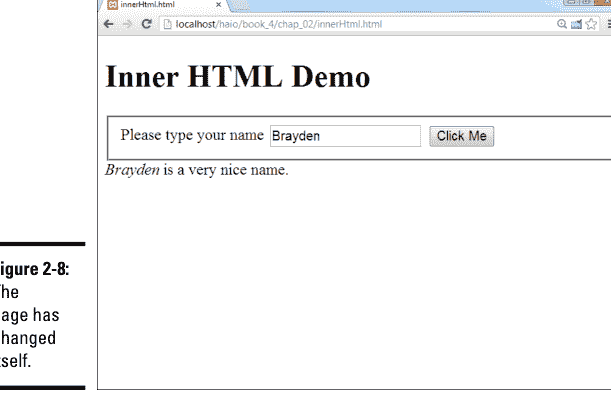 innerHtml.html
localhost/haio/book_4/chap_02/innerHtml.html
Inner HTML Demo
Please type your name Brayden Click Me
Brayden is a very nice name.
igure 2-8:
he
age has
hanged
self.